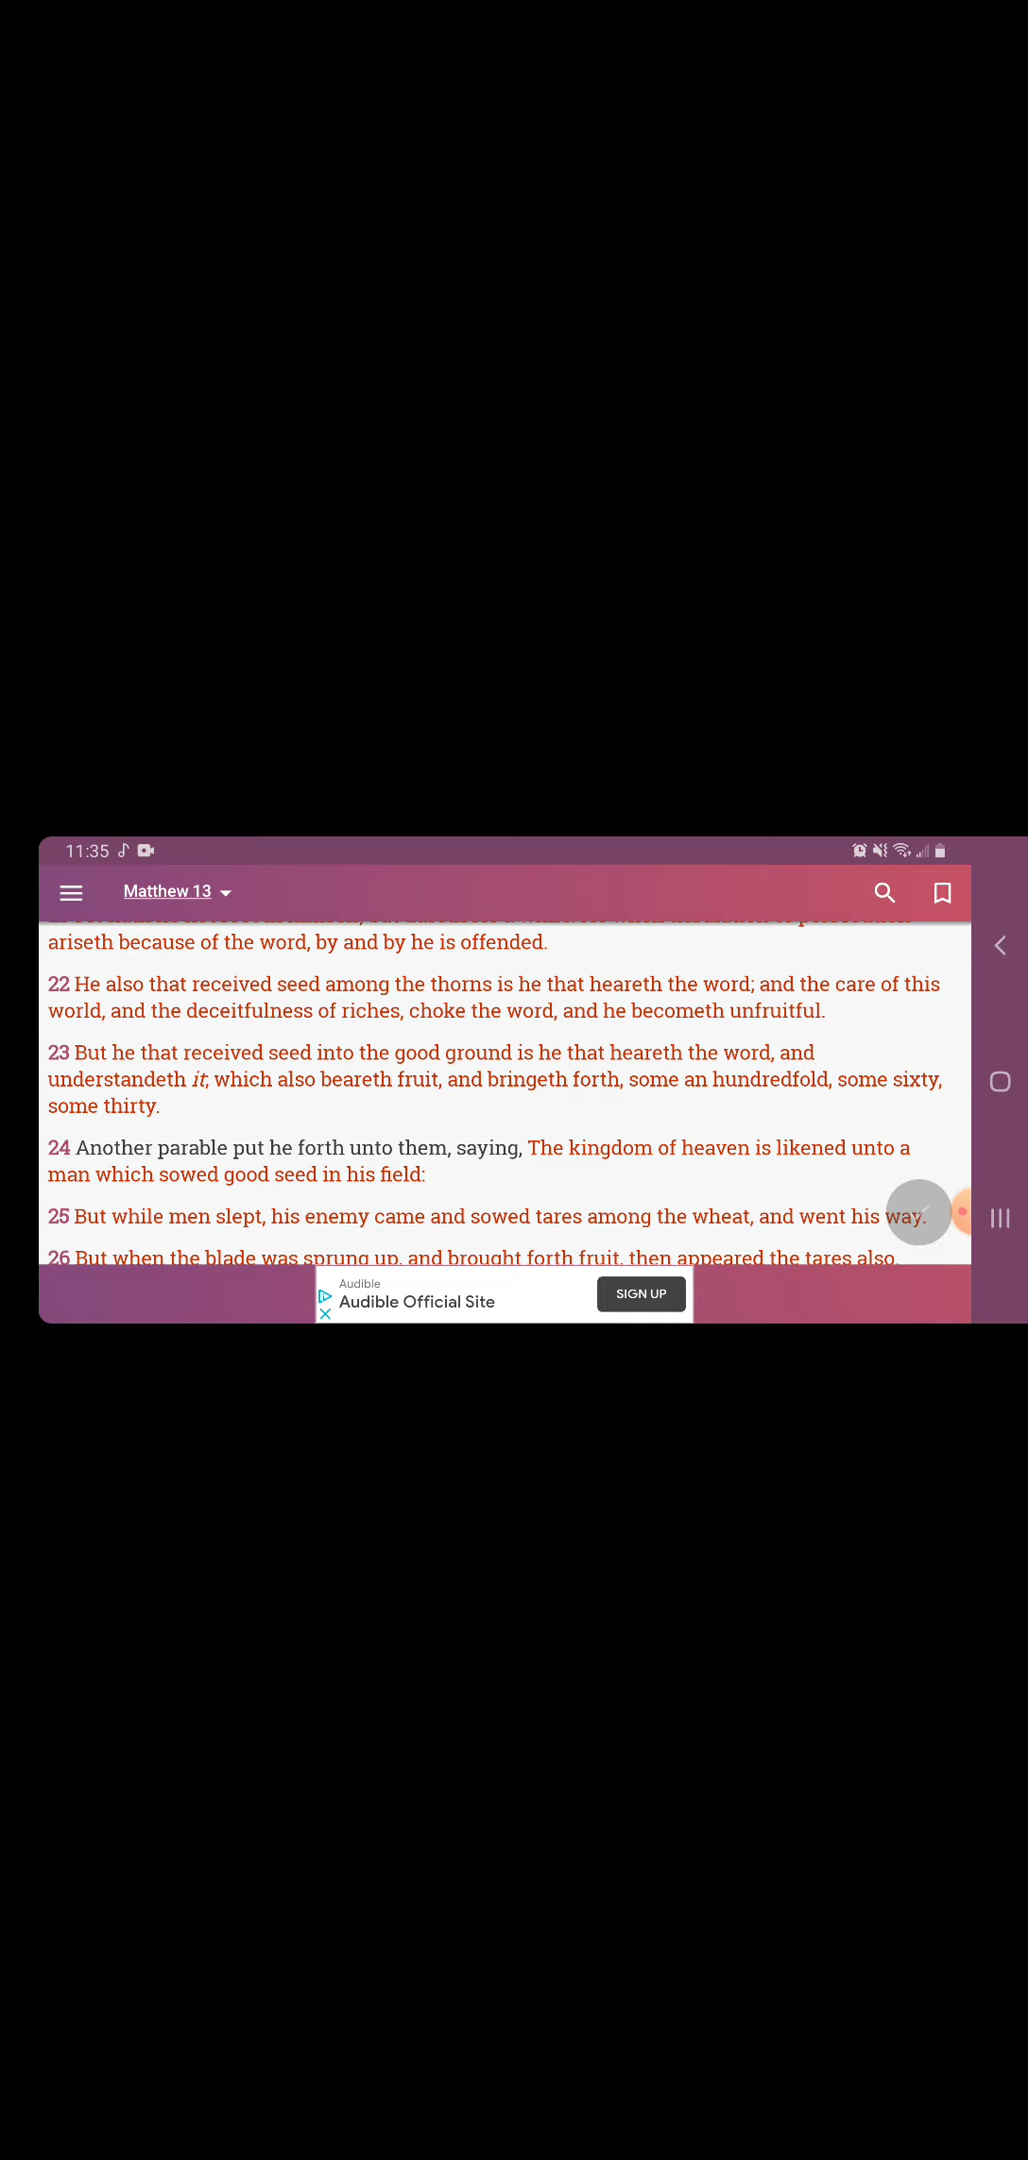 11:35
Matthew 13
ariseth because of the word, by and by he is offended.
22 He also that received seed among the thorns is he that heareth the word; and the care of this
world, and the deceitfulness of riches, choke the word, and he becometh unfruitful.
23 But he that received seed into the good ground is he that heareth the word, and
understandeth it; which also beareth fruit, and bringeth forth, some an hundredfold, some sixty,
some thirty.
24 Another parable put he forth unto them, saying, The kingdom of heaven is likened unto a
man which sowed good seed in his field:
25 But while men slept, his enemy came and sowed tares among the wheat, and went his way.
26 But when the blade was sprung up, and brought forth fruit, then appeared the tares also.
Audible
Audible Official Site
SIGN UP